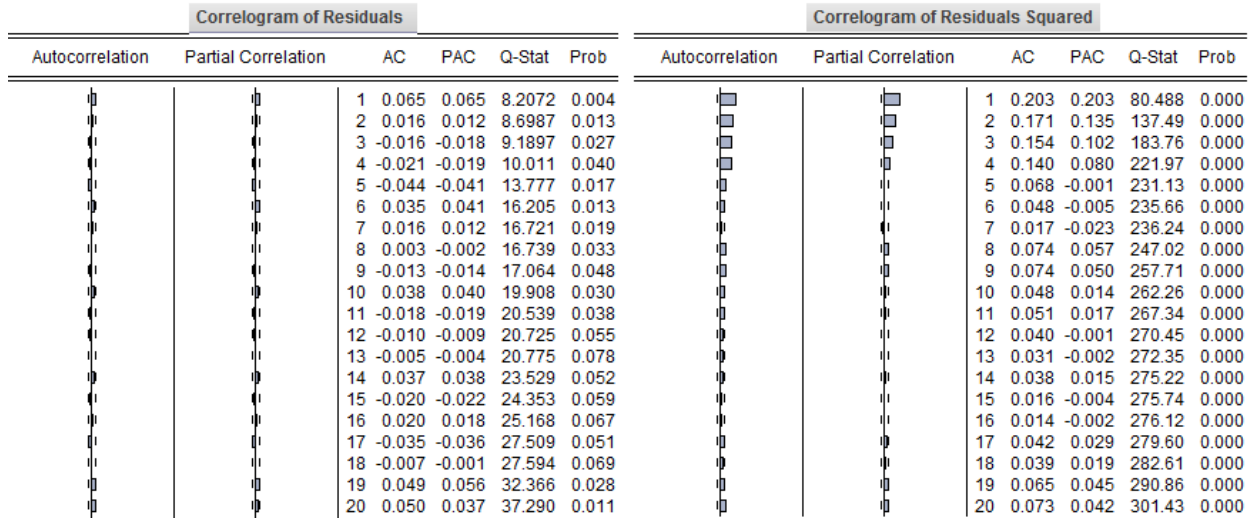 Correlogram of Residuals
Autocorrelation Partial Correlation AC PAC Q-Stat Prob
1 0.065 0.065 8.2072 0.004
2 0.016 0.012 8.6987 0.013
3 -0.016 -0.018 9.1897 0.027
4 -0.021 -0.019 10.011 0.040
5 -0.044 -0.041 13.777 0.017
6 0.035 0.041 16.205 0.013
7 0.016 0.012 16.721 0.019
8 0.003 -0.002 16.739 0.033
9 -0.013 -0.014 17.064 0.048
10 0.038 0.040 19.908 0.030
11 -0.018 -0.019 20.539 0.038
12 -0.010 -0.009 20.725 0.055
13 -0.005 -0.004 20.775 0.078
14 0.037 0.038 23.529 0.052
15 -0.020 -0.022 24.353 0.059
16 0.020 0.018 25.168 0.067
17 -0.035 -0.036 27.509 0.051
18 -0.007 -0.001 27.594 0.069
19 0.049 0.056 32.366 0.028
20 0.050 0.037 37.290 0.011
Correlogram of Residuals Squared
Autocorrelation Partial Correlation AC PAC Q-Stat Prob
1 0.203 0.203 80.488 0.000
2 0.171 0.135 137.49 0.000
3 0.154 0.102 183.76 0.000
4 0.140 0.080 221.97 0.000
5 0.068 -0.001 231.13 0.000
6 0.048 -0.005 235.66 0.000
7 0.017 -0.023 236.24 0.000
8 0.074 0.057 247.02 0.000
9 0.074 0.050 257.71 0.000
10 0.048 0.014 262.26 0.000
11 0.051 0.017 267.34 0.000
12 0.040 -0.001 270.45 0.000
13 0.031 -0.002 272.35 0.000
14 0.038 0.015 275.22 0.000
15 0.016 -0.004 275.74 0.000
16 0.014 -0.002 276.12 0.000
17 0.042 0.029 279.60 0.000
18 0.039 0.019 282.61 0.000
19 0.065 0.045 290.86 0.000
20 0.073 0.042 301.43 0.000